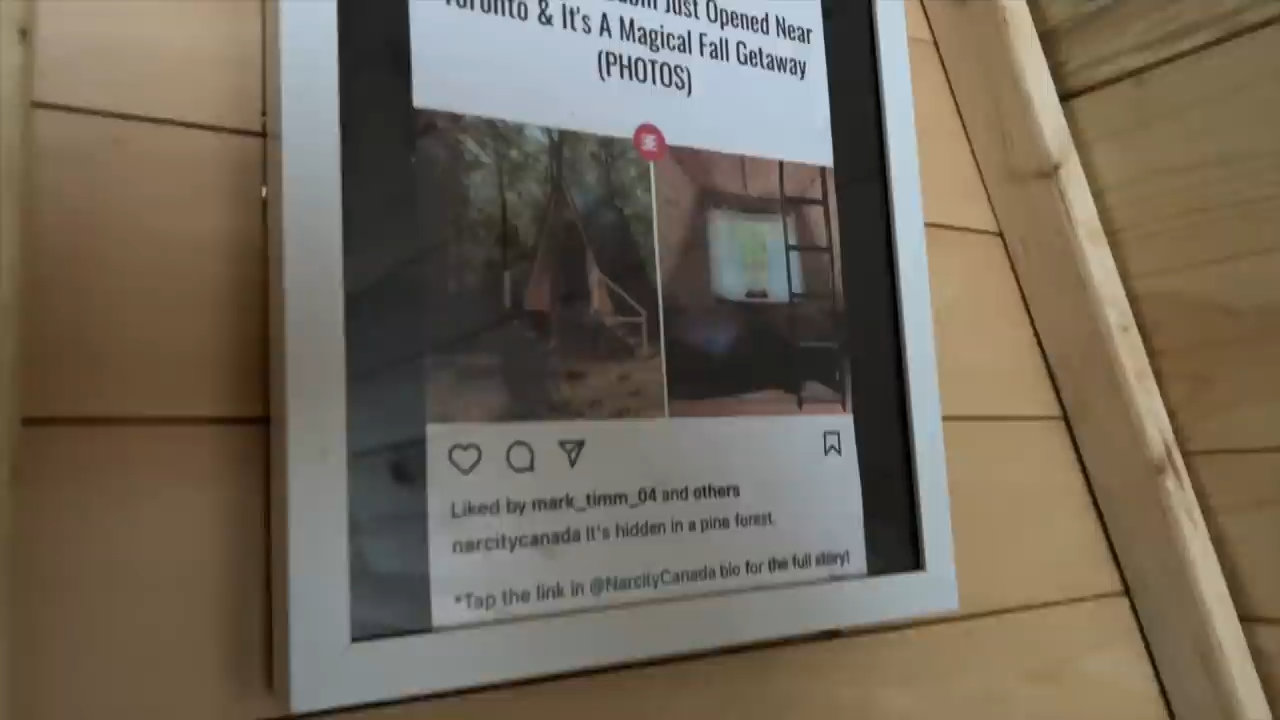 Just Opened Near
Toronto & It's A Magical Fall Getaway
(PHOTOS)
Liked by mark_timm_04 and others
narcitycanada It's hidden in a pine forest.
*Tap the link in @NarcityCanada bio for the full story!